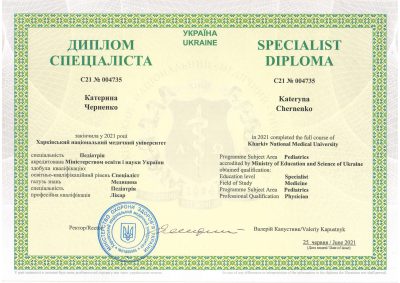 УКРАЇНА
UKRAINE
ДИПЛОМ
СПЕЦІАЛІСТА
С21 № 004735
Катерина
Черненко
закінчила у 2021 році
Харківський національний медичний університет
спеціальність Педіатрія
акредитована Міністерством освіти і науки України
здобула кваліфікацію:
освітньо-кваліфікаційний рівень Спеціаліст
галузь знань Медицина
спеціальність Педіатрія
професійна кваліфікація Лікар
Ректор/Rector
SPECIALIST
DIPLOMA
C21 № 004735
Kateryna
Chernenko
in 2021 completed the full course of
Kharkiv National Medical University
Programme Subject Area Pediatrics
accredited by Ministry of Education and Science of Ukraine
obtained qualification:
Education level Specialist
Field of Study Medicine
Programme Subject Area Pediatrics
Professional Qualification Physician
Валерій Капустник/Valeriy Kapustnyk
25 червня / June 2021